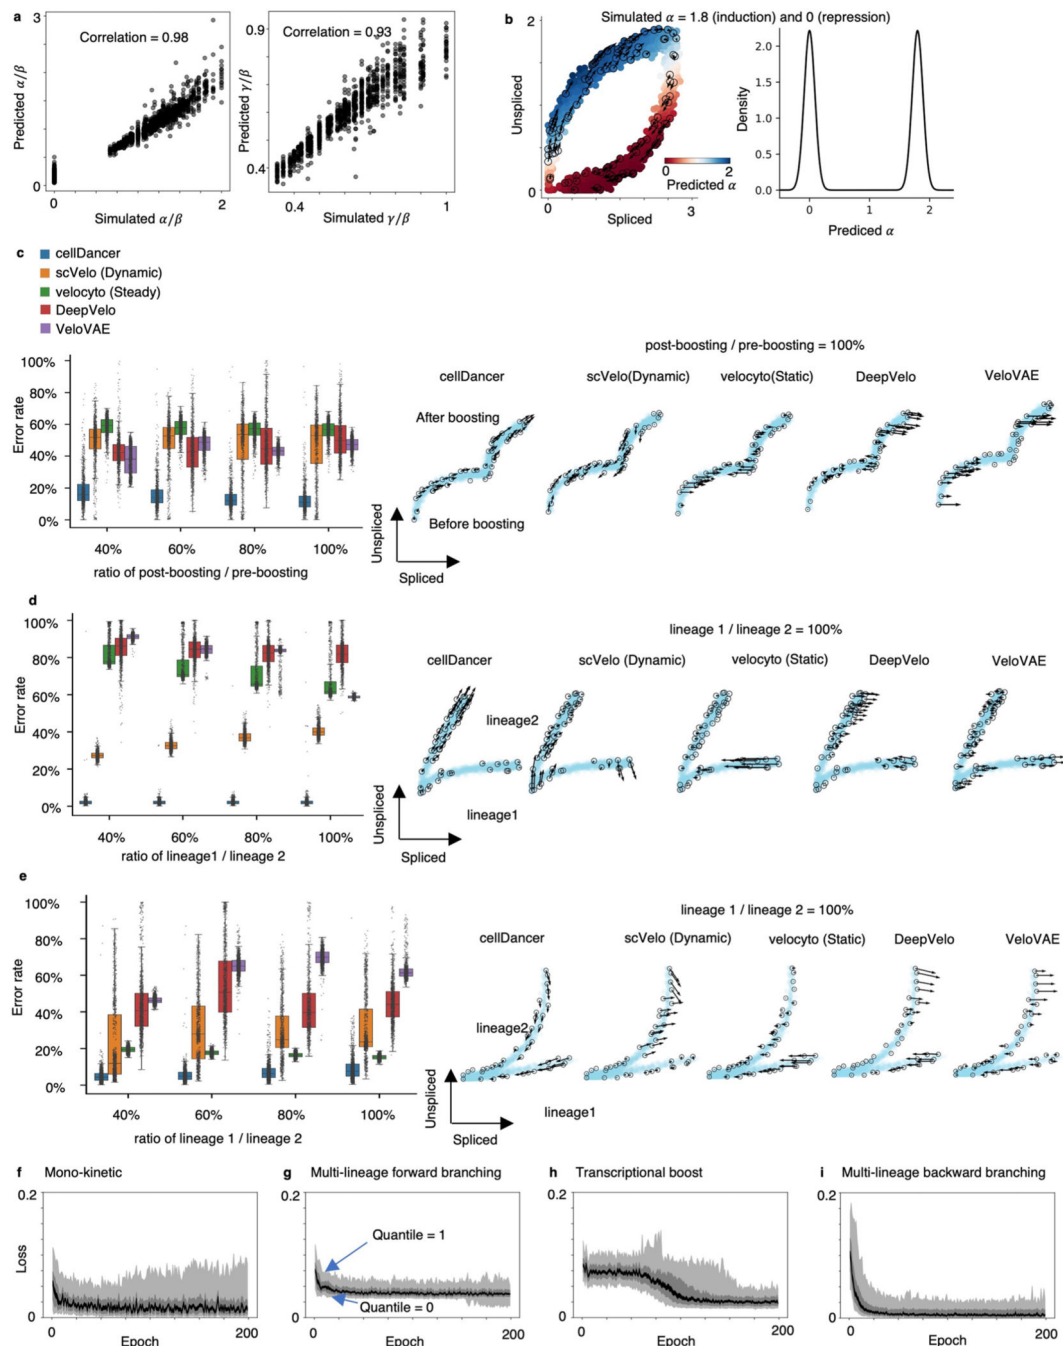 a
3
Correlation = 0.98
Predicted α/β
0
0
2
Simulated α/β
0.9
Correlation = 0.93
Predicted γ/β
0.4
0.4
1
Simulated γ/β
b
Simulated α = 1.8 (induction) and 0 (repression)
2
Unspliced
0
0
3
Spliced
0
2
Predicted α
2.0
1.5
1.0
0.5
0.0
Density
0
1
2
Prediced α
c
cellDancer
scVelo (Dynamic)
velocyto (Steady)
DeepVelo
VeloVAE
100%
80%
60%
40%
20%
0%
Error rate
40%
60%
80%
100%
ratio of post-boosting / pre-boosting
post-boosting / pre-boosting = 100%
cellDancer
scVelo(Dynamic)
velocyto(Static)
DeepVelo
VeloVAE
After boosting
Before boosting
Unspliced
Spliced
d
100%
80%
60%
40%
20%
0%
Error rate
40%
60%
80%
100%
ratio of lineage1 / lineage 2
lineage 1 / lineage 2 = 100%
cellDancer
scVelo (Dynamic)
velocyto (Static)
DeepVelo
VeloVAE
lineage2
lineage1
Unspliced
Spliced
e
100%
80%
60%
40%
20%
0%
Error rate
40%
60%
80%
100%
ratio of lineage 1 / lineage 2
lineage 1 / lineage 2 = 100%
cellDancer
scVelo (Dynamic)
velocyto (Static)
DeepVelo
VeloVAE
lineage2
lineage1
Unspliced
Spliced
f Mono-kinetic
0.2
Loss
0
0
200
Epoch
g Multi-lineage forward branching
0.2
Quantile = 1
Quantile = 0
0
0
200
Epoch
h Transcriptional boost
0.2
0
0
200
Epoch
i Multi-lineage backward branching
0.2
0
0
200
Epoch